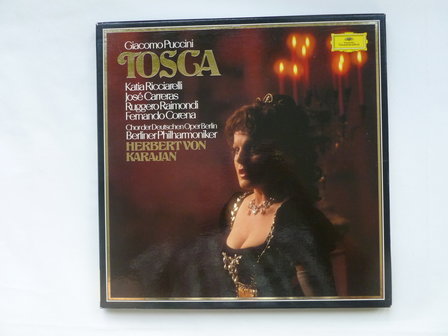 Giacomo Puccini
TOSCA
Katia Ricciarelli
José Carreras
Ruggero Raimondi
Fernando Corena
Chor der Deutschen Oper Berlin
Berliner Philharmoniker
HERBERT VON
KARAJAN